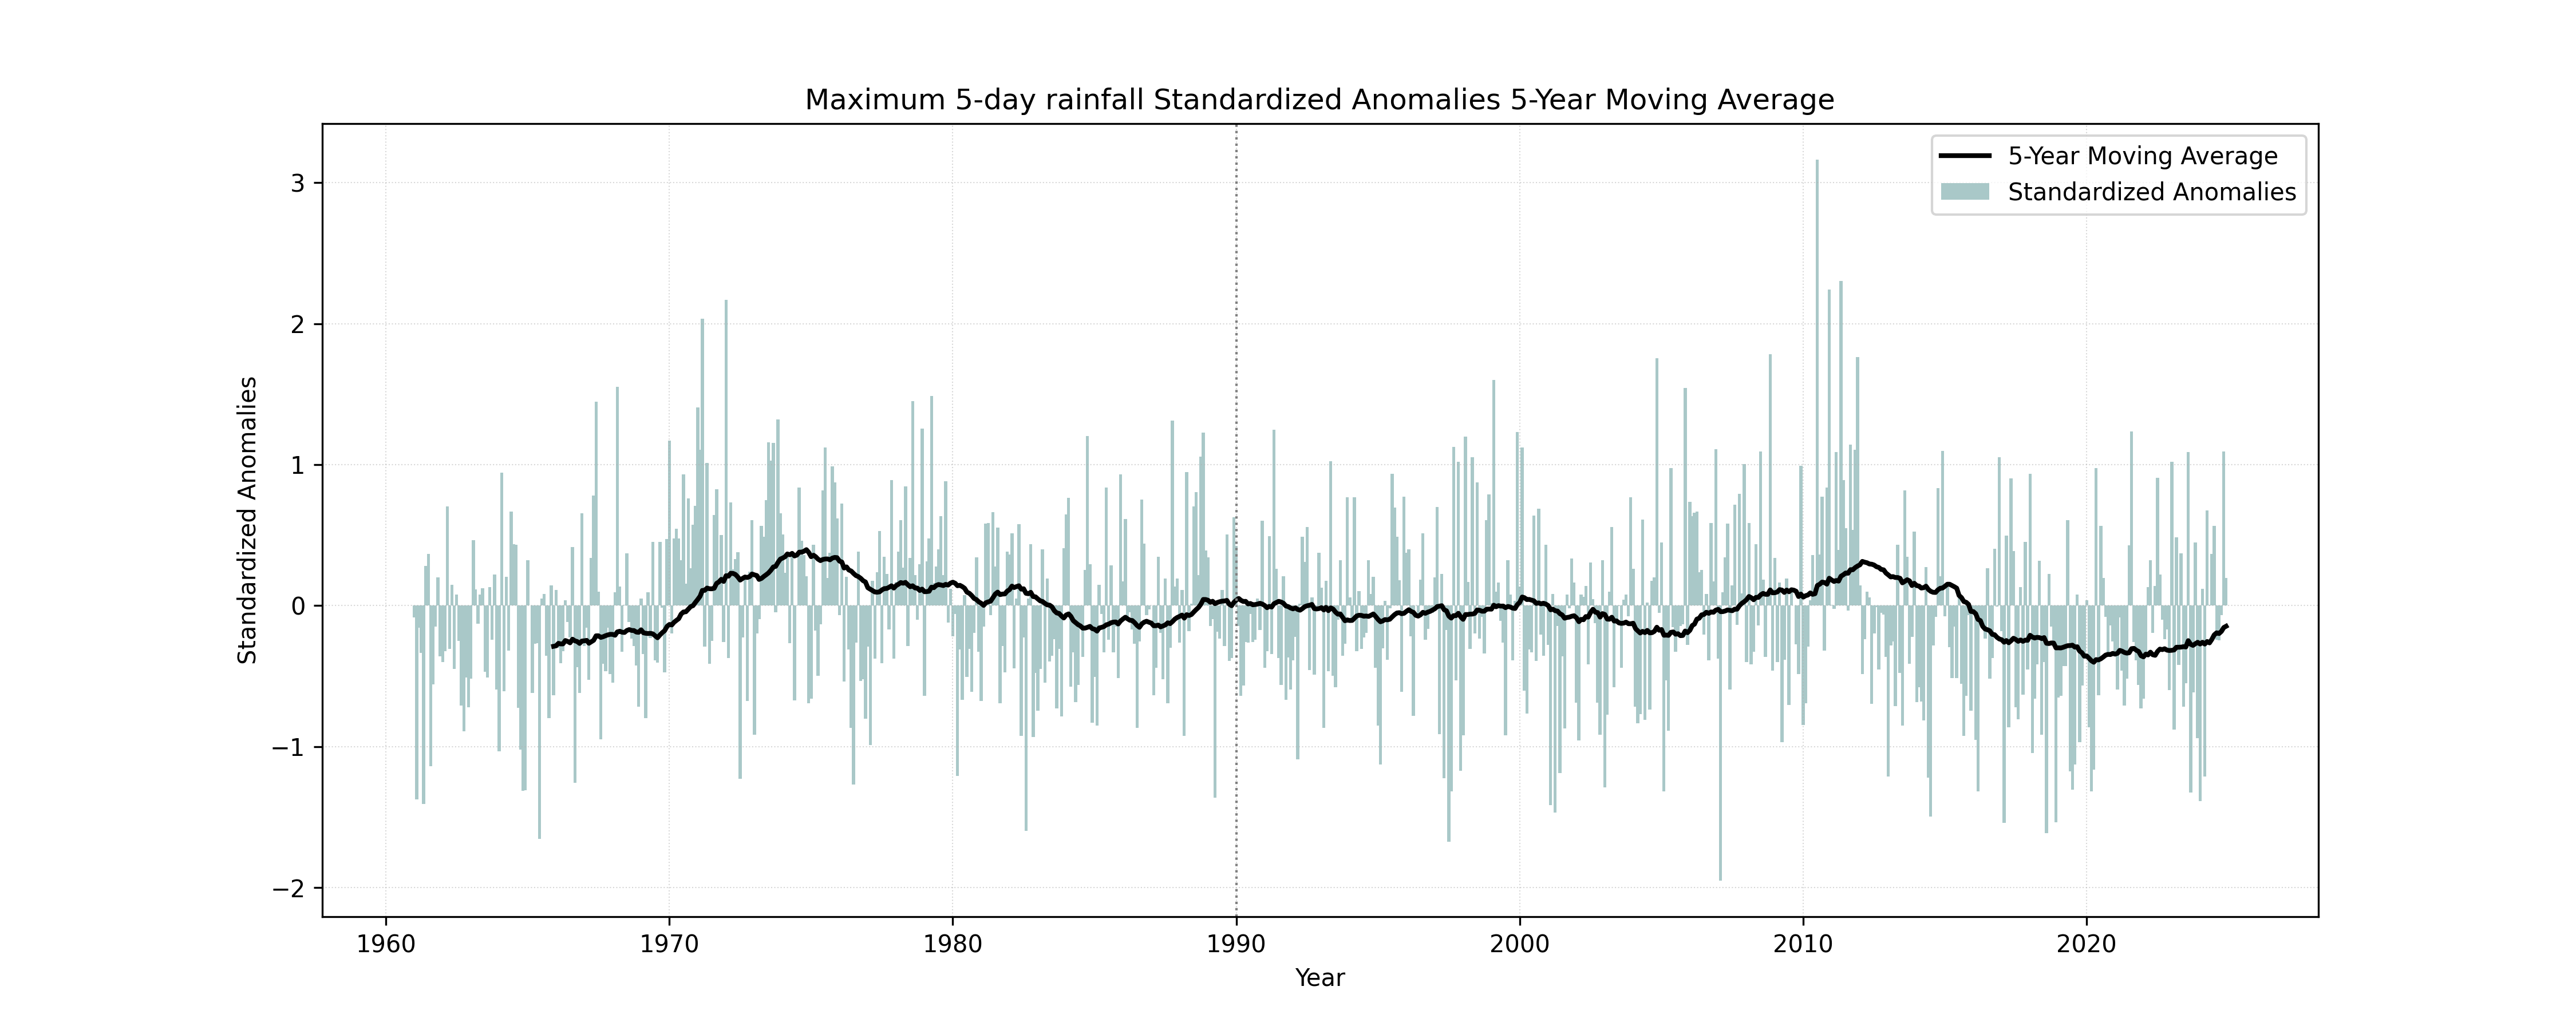 Maximum 5-day rainfall Standardized Anomalies 5-Year Moving Average
5-Year Moving Average
Standardized Anomalies
3
2
1
0
−1
−2
Standardized Anomalies
1960 1970 1980 1990 2000 2010 2020
Year